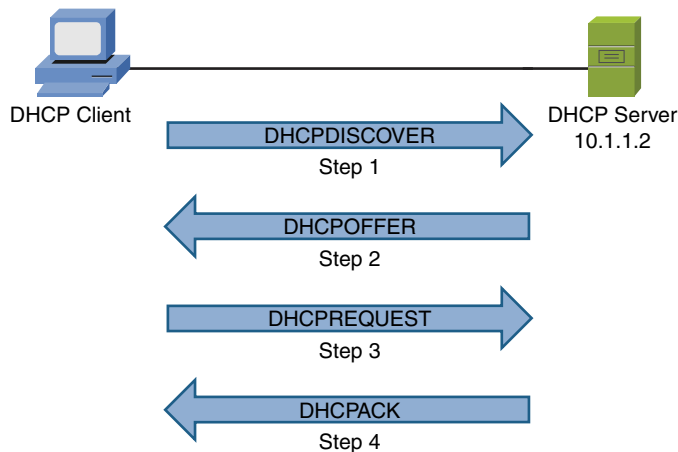 DHCP Client
DHCP Server
10.1.1.2
DHCPDISCOVER
Step 1
DHCPOFFER
Step 2
DHCPREQUEST
Step 3
DHCPACK
Step 4